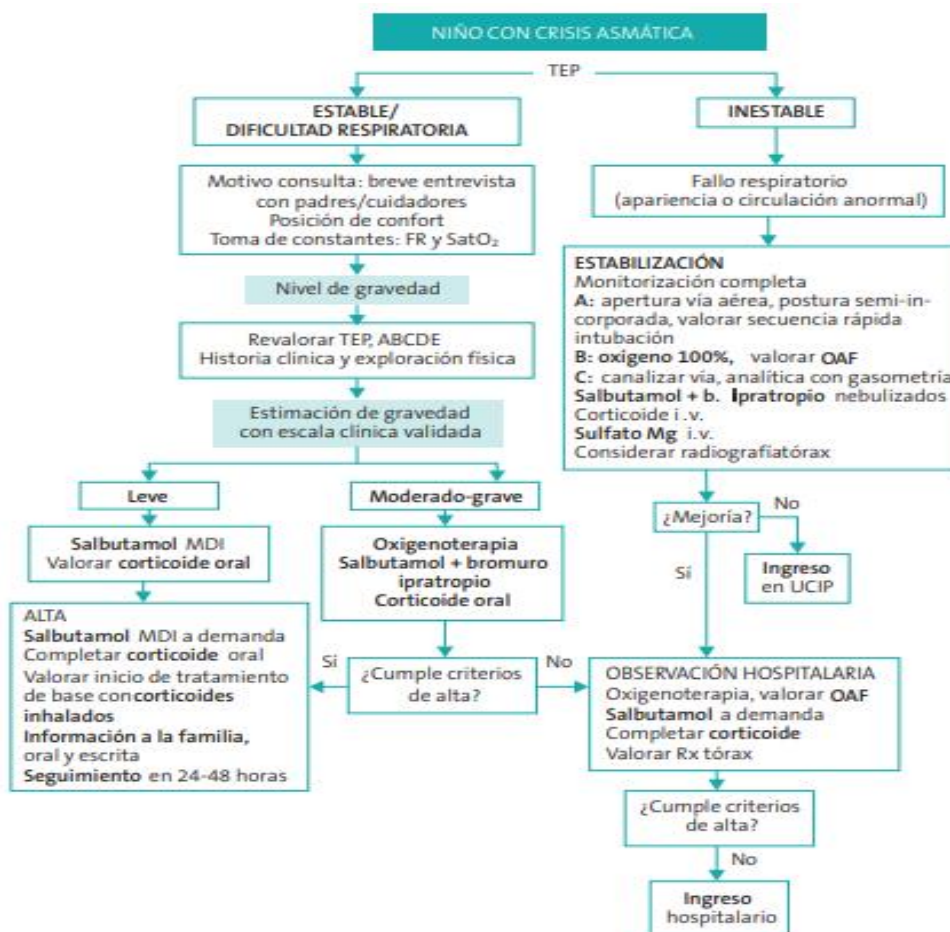 NIÑO CON CRISIS ASMÁTICA
TEP
ESTABLE/
DIFICULTAD RESPIRATORIA
INESTABLE
Motivo consulta: breve entrevista
con padres/cuidadores
Posición de confort
Toma de constantes: FR y SatO₂
Fallo respiratorio
(apariencia o circulación anormal)
Nivel de gravedad
Revalorar TEP, ABCDE
Historia clínica y exploración física
ESTABILIZACIÓN
Monitorización completa
A: apertura vía aérea, postura semi-in-
corporada, valorar secuencia rápida
intubación
B: oxígeno 100%, valorar OAF
C: canalizar vía, analítica con gasometría
Salbutamol + b. Ipratropio nebulizados
Corticoide i.v.
Sulfato Mg i.v.
Considerar radiografiatórax
Estimación de gravedad
con escala clínica validada
Leve
Moderado-grave
Salbutamol MDI
Valorar corticoide oral
Oxigenoterapia
Salbutamol + bromuro
ipratropio
Corticoide oral
¿Mejoría?
No
Ingreso
en UCIP
Sí
ALTA
Salbutamol MDI a demanda
Completar corticoide oral
Valorar inicio de tratamiento
de base con corticoides
inhalados
Información a la familia,
oral y escrita
Seguimiento en 24-48 horas
Sí
¿Cumple criterios
de alta?
No
OBSERVACIÓN HOSPITALARIA
Oxigenoterapia, valorar OAF
Salbutamol a demanda
Completar corticoide
Valorar Rx tórax
¿Cumple criterios
de alta?
No
Ingreso
hospitalario